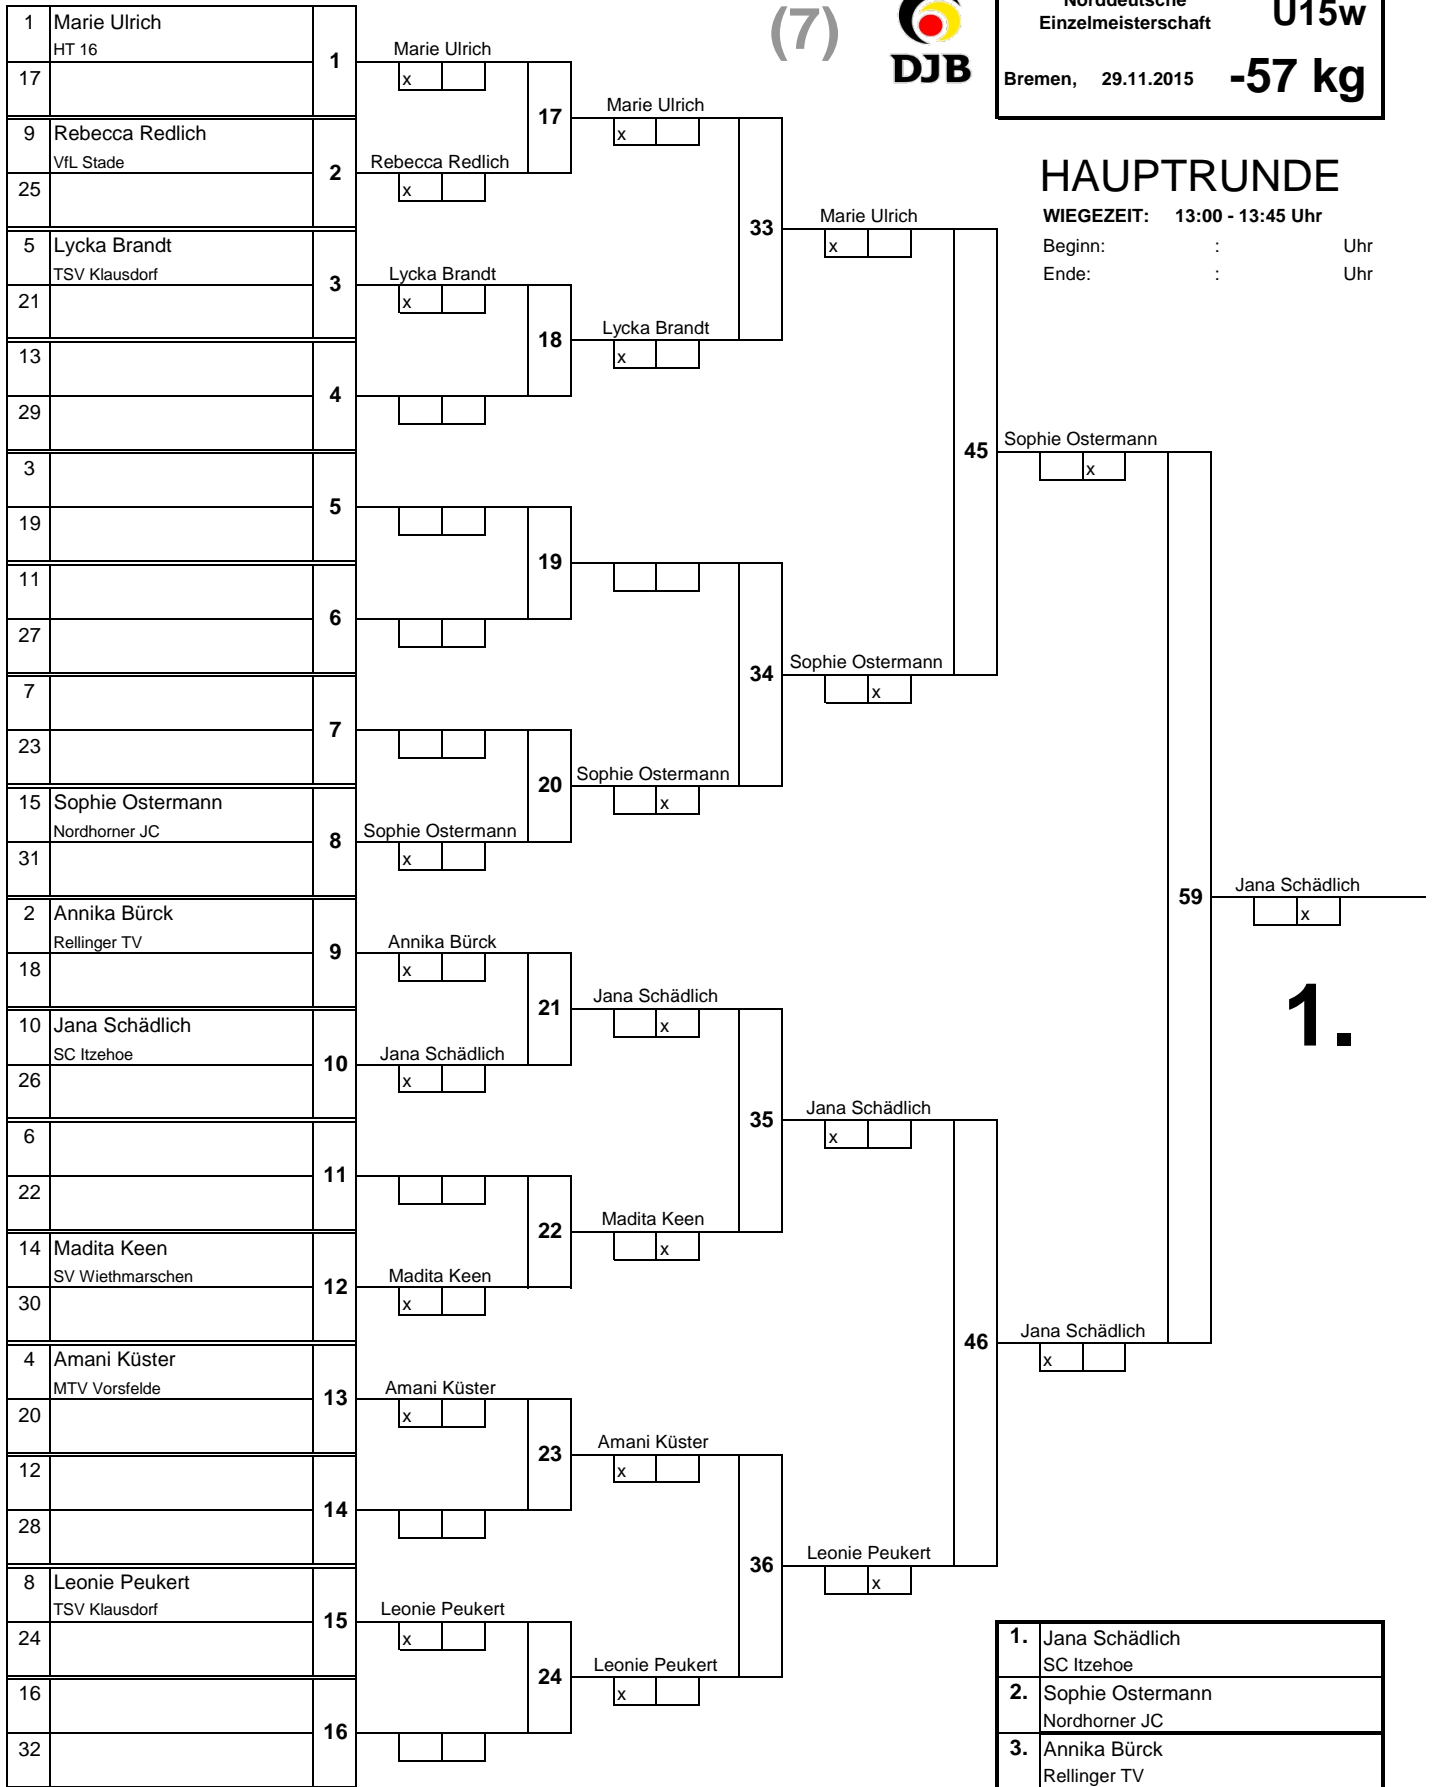 (7)
DJB
Norddeutsche
Einzelmeisterschaft
U15w
Bremen, 29.11.2015
-57 kg
HAUPTRUNDE
WIEGEZEIT: 13:00 - 13:45 Uhr
Beginn: : Uhr
Ende: : Uhr
1 Marie Ulrich
HT 16
17
1
9 Rebecca Redlich
VfL Stade
25
2
5 Lycka Brandt
TSV Klausdorf
21
3
13
29
4
3
19
5
11
27
6
7
23
7
15 Sophie Ostermann
Nordhorner JC
31
8
2 Annika Bürck
Rellinger TV
18
9
10 Jana Schädlich
SC Itzehoe
26
10
6
22
11
14 Madita Keen
SV Wiethmarschen
30
12
4 Amani Küster
MTV Vorsfelde
20
13
12
28
14
8 Leonie Peukert
TSV Klausdorf
24
15
16
32
16
Marie Ulrich
x
17
Rebecca Redlich
x
Lycka Brandt
x
18
19
20
Sophie Ostermann
x
Annika Bürck
x
21
Jana Schädlich
x
22
Madita Keen
x
Amani Küster
x
23
Leonie Peukert
x
24
Marie Ulrich
x
33
Lycka Brandt
x
34
Sophie Ostermann
x
Jana Schädlich
x
35
Madita Keen
x
Amani Küster
x
36
Leonie Peukert
x
Marie Ulrich
x
45
Sophie Ostermann
x
Jana Schädlich
x
46
Leonie Peukert
x
Sophie Ostermann
x
59
Jana Schädlich
x
Jana Schädlich
x
1.
1. Jana Schädlich
SC Itzehoe
2. Sophie Ostermann
Nordhorner JC
3. Annika Bürck
Rellinger TV